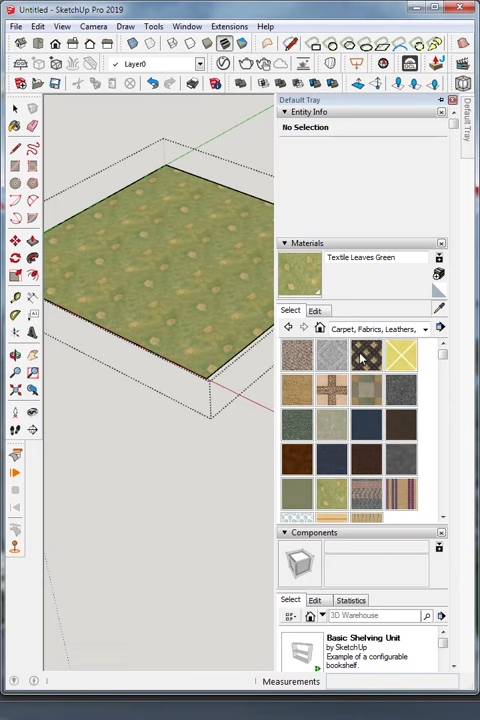 Untitled - SketchUp Pro 2019
File Edit View Camera Draw Tools Window Extensions Help
Layer0
Default Tray
Entity Info
No Selection
Materials
Textile Leaves Green
Select Edit
Carpet, Fabrics, Leathers,
Components
Select Edit Statistics
3D Warehouse
Basic Shelving Unit
by SketchUp
Example of a configurable
bookshelf.
Measurements
Default Tray